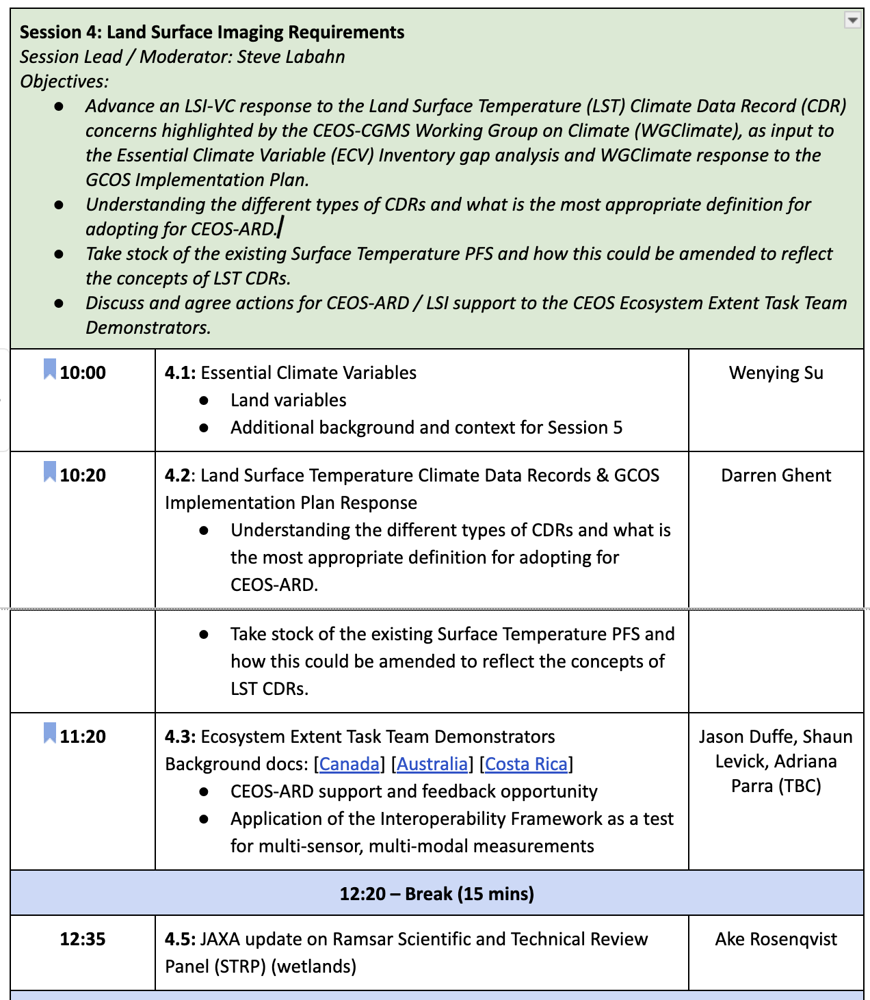 Session 4: Land Surface Imaging Requirements
Session Lead / Moderator: Steve Labahn
Objectives:
● Advance an LSI-VC response to the Land Surface Temperature (LST) Climate Data Record (CDR)
concerns highlighted by the CEOS-CGMS Working Group on Climate (WGClimate), as input to
the Essential Climate Variable (ECV) Inventory gap analysis and WGClimate response to the
GCOS Implementation Plan.
● Understanding the different types of CDRs and what is the most appropriate definition for
adopting for CEOS-ARD.
● Take stock of the existing Surface Temperature PFS and how this could be amended to reflect
the concepts of LST CDRs.
● Discuss and agree actions for CEOS-ARD / LSI support to the CEOS Ecosystem Extent Task Team
Demonstrators.
10:00
4.1: Essential Climate Variables
● Land variables
● Additional background and context for Session 5
Wenying Su
10:20
4.2: Land Surface Temperature Climate Data Records & GCOS
Implementation Plan Response
● Understanding the different types of CDRs and what is
the most appropriate definition for adopting for
CEOS-ARD.
Darren Ghent
● Take stock of the existing Surface Temperature PFS and
how this could be amended to reflect the concepts of
LST CDRs.
11:20
4.3: Ecosystem Extent Task Team Demonstrators
Background docs: [Canada] [Australia] [Costa Rica]
● CEOS-ARD support and feedback opportunity
● Application of the Interoperability Framework as a test
for multi-sensor, multi-modal measurements
Jason Duffe, Shaun
Levick, Adriana
Parra (TBC)
12:20 – Break (15 mins)
12:35
4.5: JAXA update on Ramsar Scientific and Technical Review
Panel (STRP) (wetlands)
Ake Rosenqvist